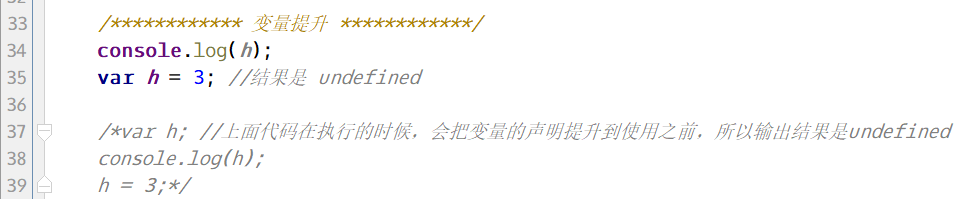 33 /************ 变量提升 ************/
34 console.log(h);
35 var h = 3; //结果是 undefined
36
37 /*var h; //上面代码在执行的时候，会把变量的声明提升到使用之前，所以输出结果是undefined
38 console.log(h);
39 h = 3;*/